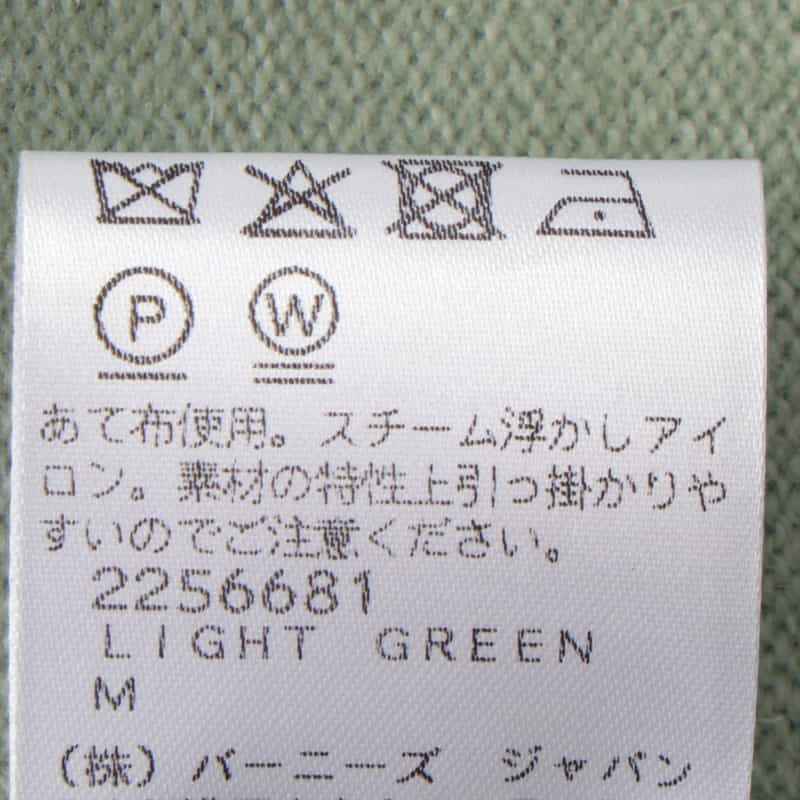 P W
あて布使用。スチーム浮かしアイ
ロン。素材の特性上引っ掛かりや
すいのでご注意ください。
2256681
LIGHT GREEN
M
(株) バーニーズ ジャパン